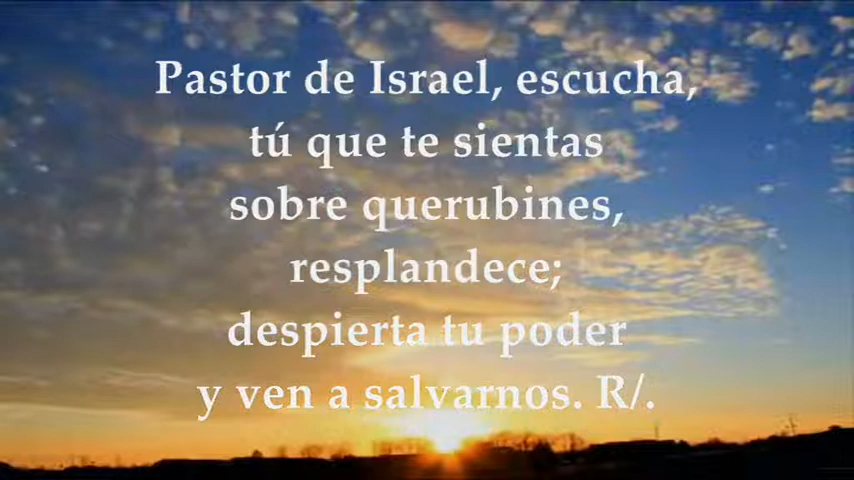 Pastor de Israel, escucha,
tú que te sientas
sobre querubines,
resplandece;
despierta tu poder
y ven a salvarnos. R/.